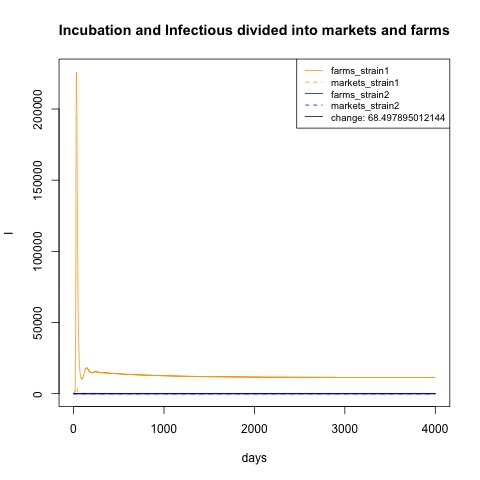 Incubation and Infectious divided into markets and farms
farms_strain1
markets_strain1
farms_strain2
markets_strain2
change: 68.497895012144
I
200000
150000
100000
50000
0
0 1000 2000 3000 4000
days